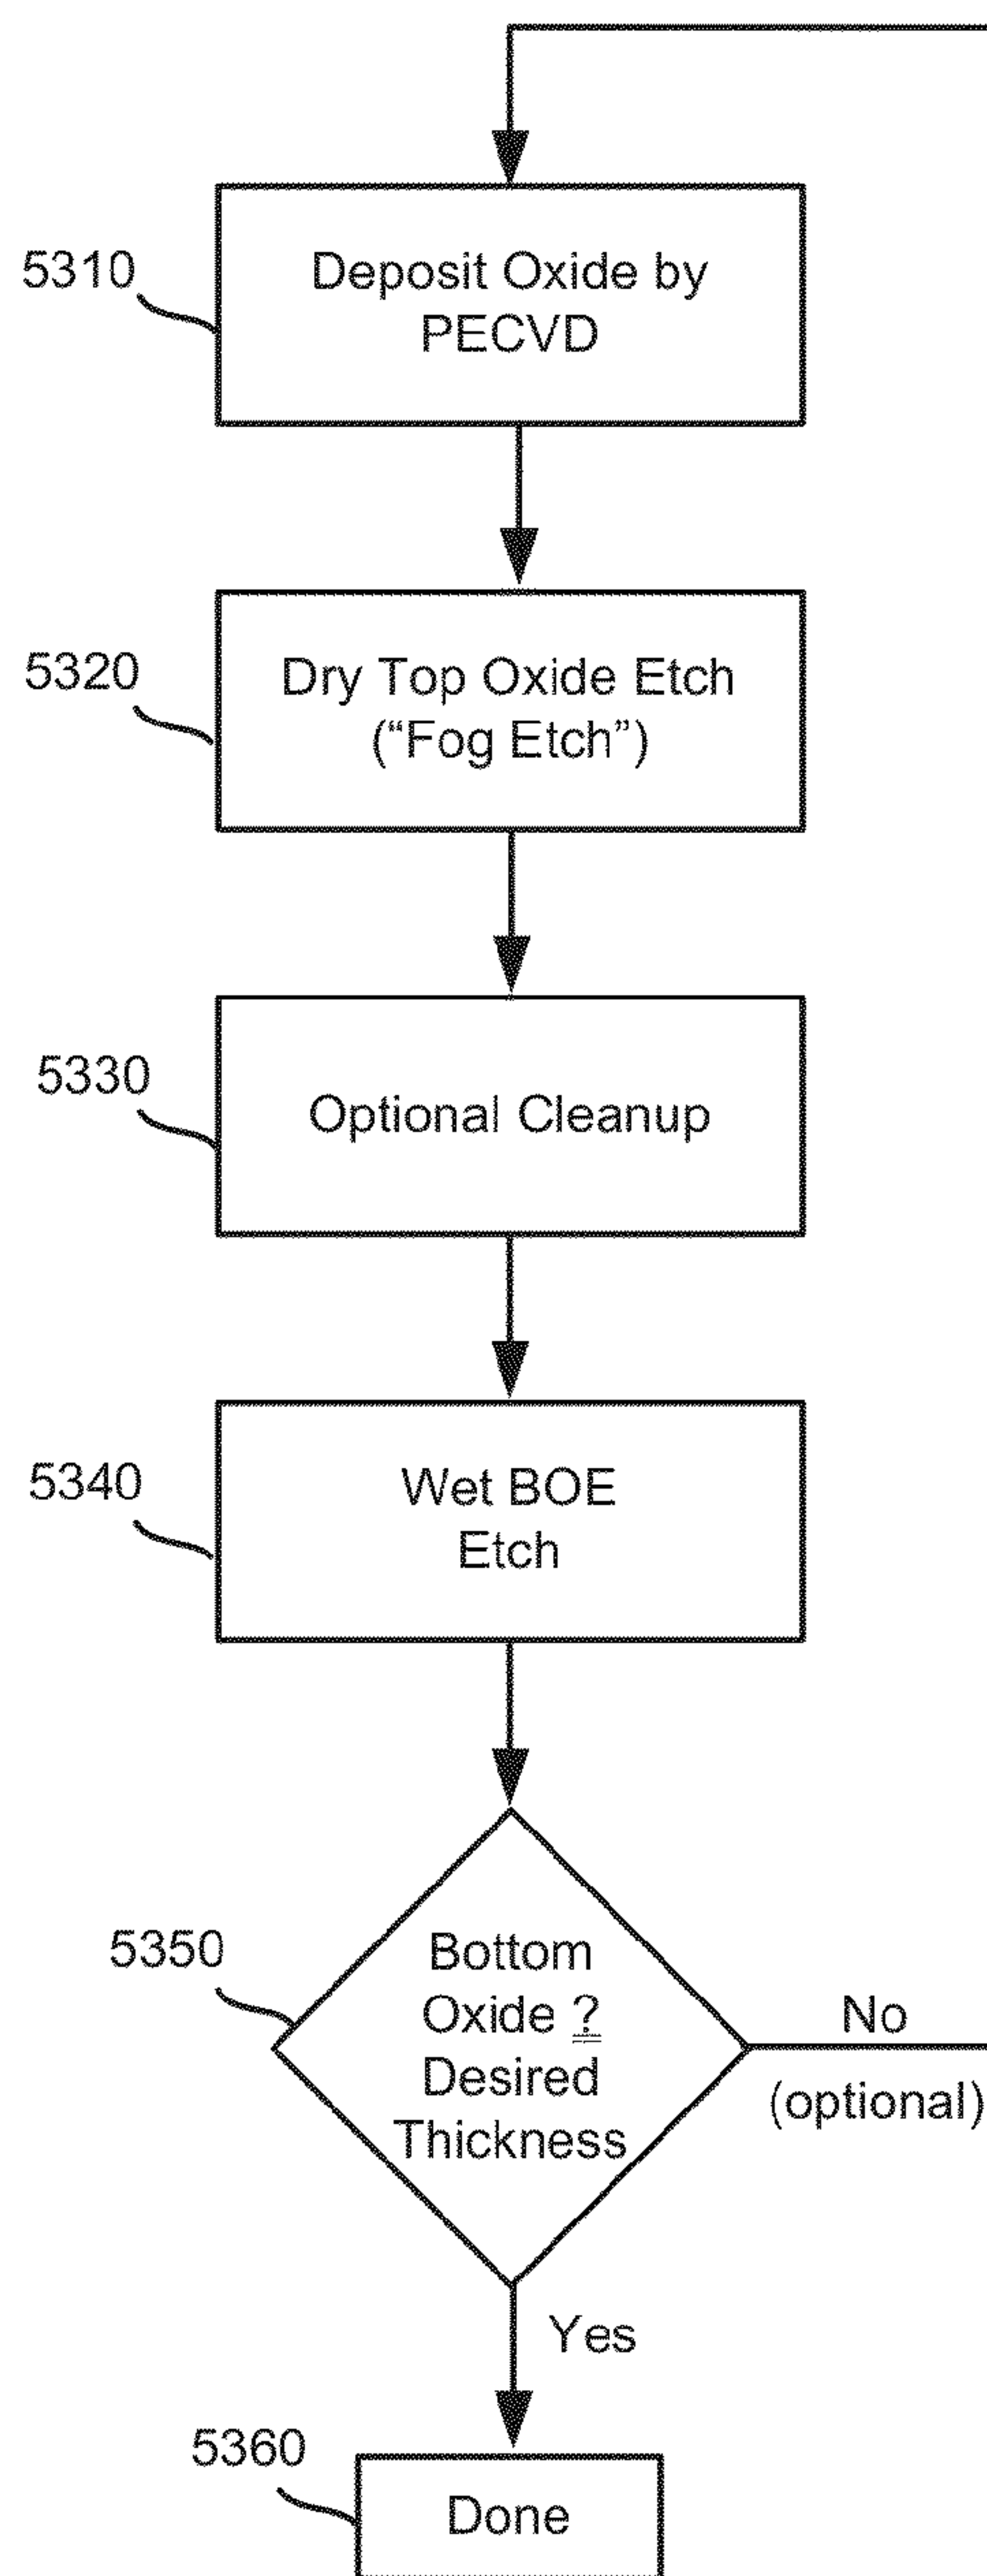 5310
Deposit Oxide by
PECVD
5320
Dry Top Oxide Etch
(“Fog Etch”)
5330
Optional Cleanup
5340
Wet BOE
Etch
5350
Bottom
Oxide ?
Desired
Thickness
No
(optional)
Yes
5360
Done